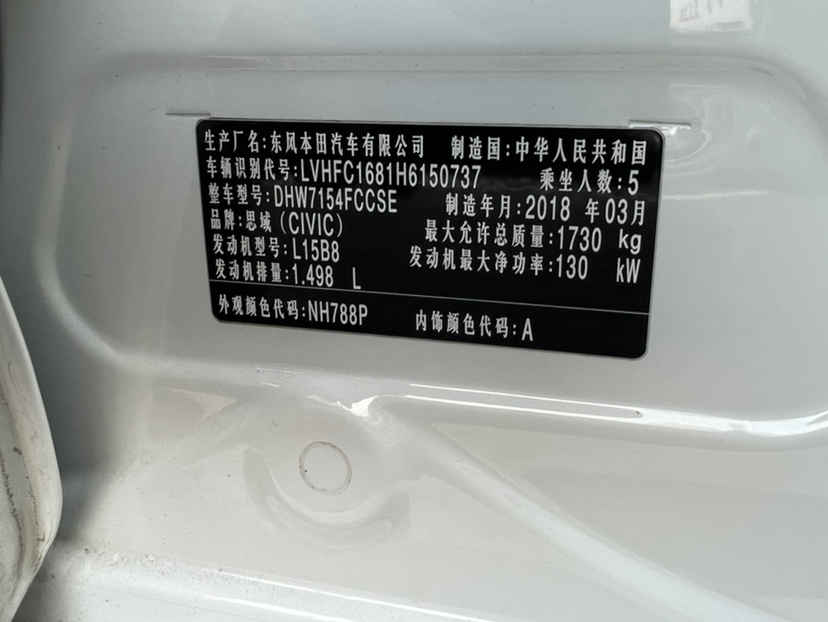 生产厂名:东风本田汽车有限公司 制造国:中华人民共和国
车辆识别代号:LVHFC1681H6150737 乘坐人数:5
整车型号:DHW7154FCCSE 制造年月:2018 年03月
品牌:思域(CIVIC) 最大允许总质量:1730 kg
发动机型号:L15B8 发动机最大净功率:130 kW
发动机排量:1.498 L
外观颜色代码:NH788P 内饰颜色代码:A